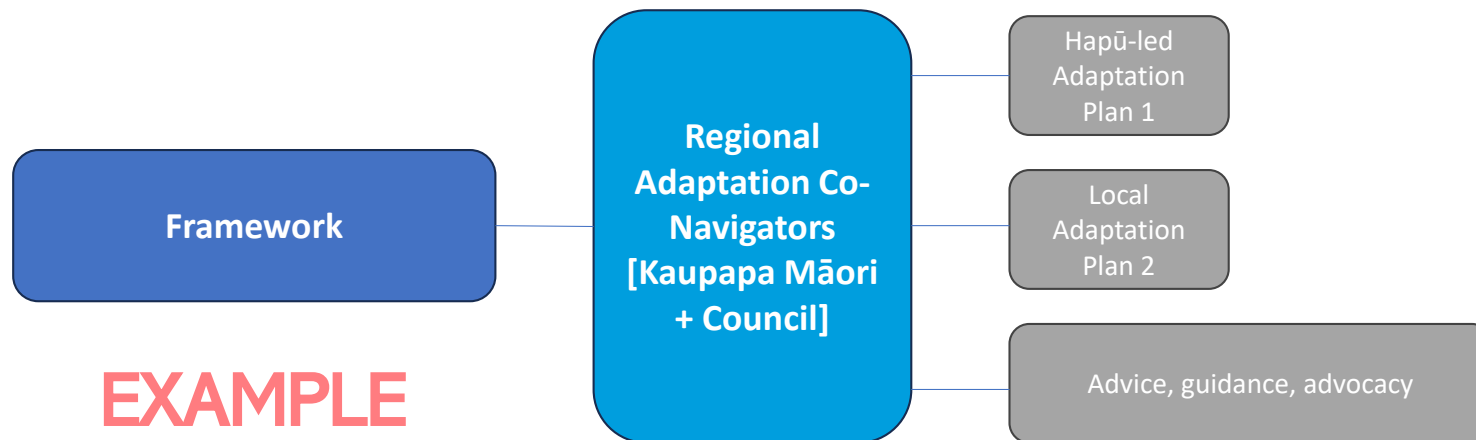 Framework
EXAMPLE
Regional
Adaptation Co-
Navigators
[Kaupapa Māori
+ Council]
Hapū-led
Adaptation
Plan 1
Local
Adaptation
Plan 2
Advice, guidance, advocacy